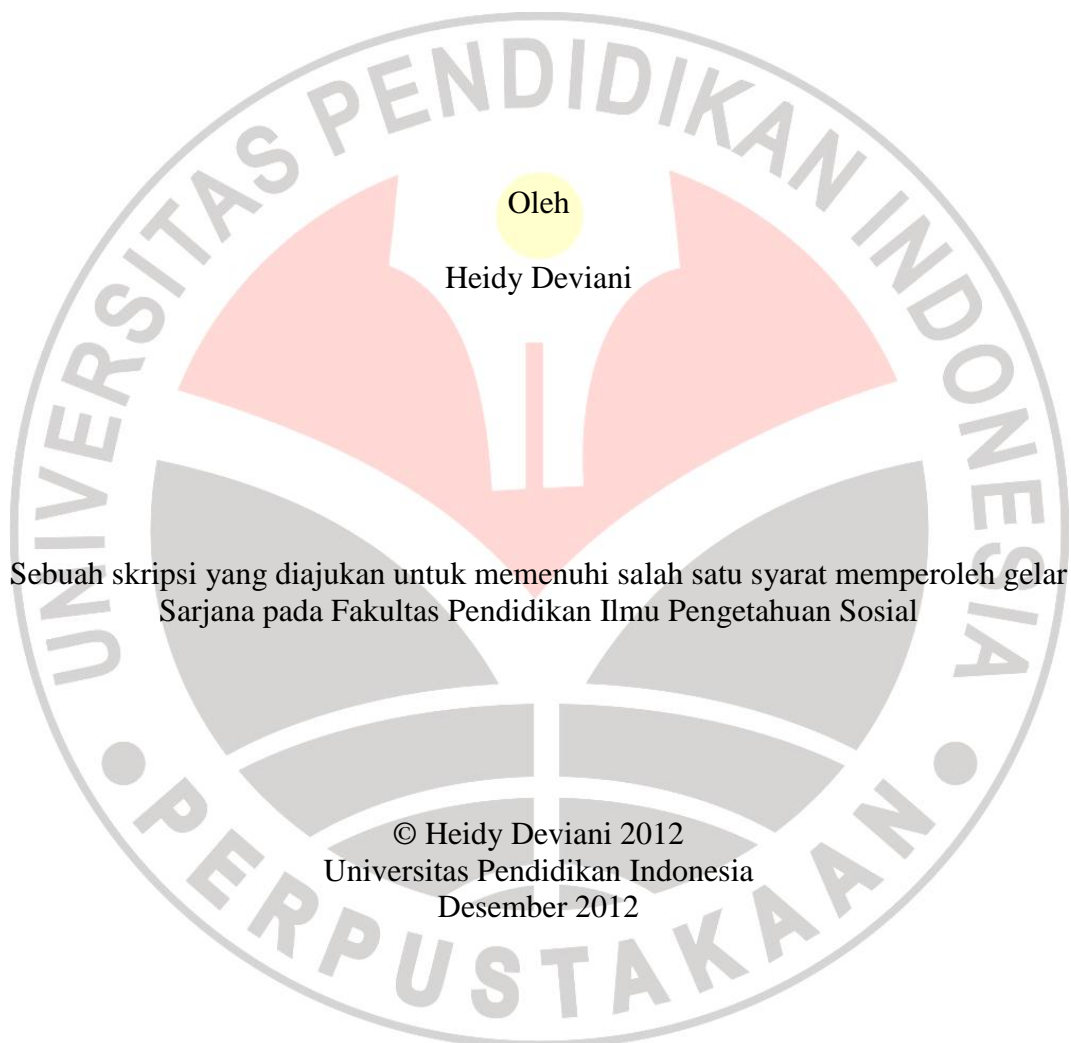 UNIVERSITAS PENDIDIKAN INDONESIA
Oleh
Heidy Deviani
Sebuah skripsi yang diajukan untuk memenuhi salah satu syarat memperoleh gelar
Sarjana pada Fakultas Pendidikan Ilmu Pengetahuan Sosial
© Heidy Deviani 2012
Universitas Pendidikan Indonesia
Desember 2012
PERPUSTAKAAN